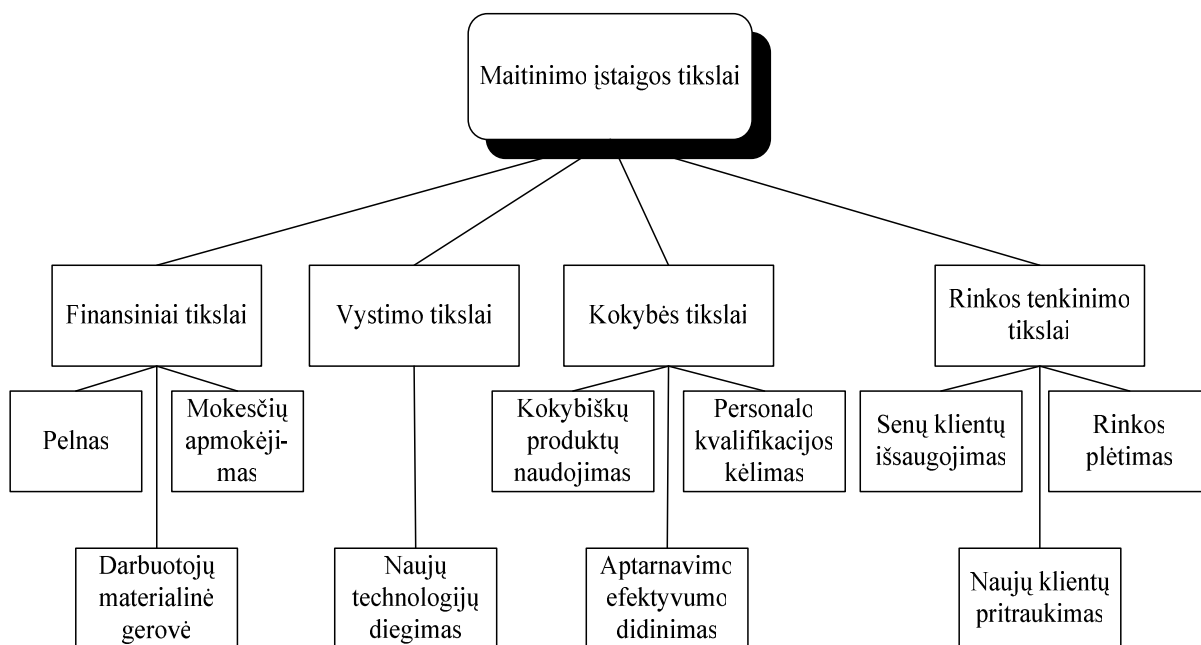 Maitinimo įstaigos tikslai
Finansiniai tikslai
Vystimo tikslai
Kokybės tikslai
Rinkos tenkinimo
tikslai
Pelnas
Mokesčių
apmokėji-
mas
Kokybiškų
produktų
naudojimas
Personalo
kvalifikacijos
kėlimas
Senų klientų
išsaugojimas
Rinkos
plėtimas
Darbuotojų
materialinė
gerovė
Naujų
technologijų
diegimas
Aptarnavimo
efektyvumo
didinimas
Naujų klientų
pritraukimas